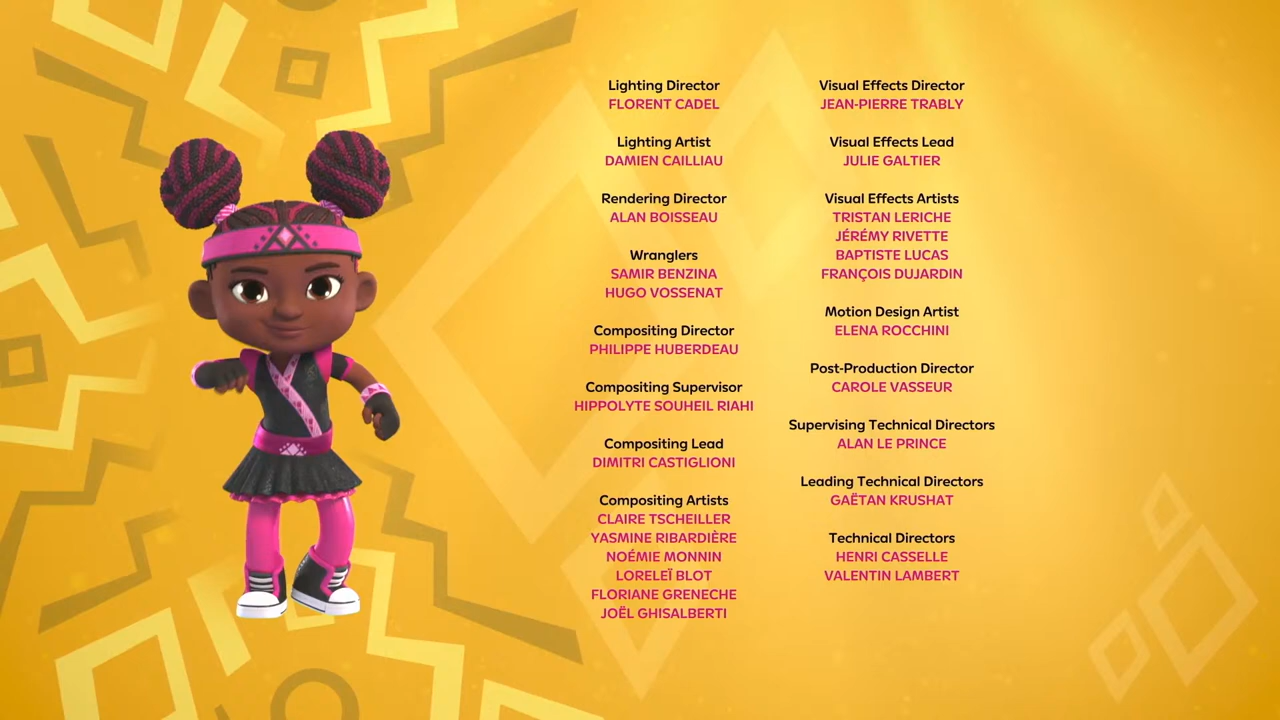 Lighting Director
FLORENT CADEL
Lighting Artist
DAMIEN CAILLIAU
Rendering Director
ALAN BOISSEAU
Wranglers
SAMIR BENZINA
HUGO VOSSENAT
Compositing Director
PHILIPPE HUBERDEAU
Compositing Supervisor
HIPPOLYTE SOUHEIL RIAHI
Compositing Lead
DIMITRI CASTIGLIONI
Compositing Artists
CLAIRE TSCHEILLER
YASMINE RIBARDIÈRE
NOÉMIE MONNIN
LORELEÏ BLOT
FLORIANE GRENECHE
JOËL GHISALBERTI
Visual Effects Director
JEAN-PIERRE TRABLY
Visual Effects Lead
JULIE GALTIER
Visual Effects Artists
TRISTAN LERICHE
JÉRÉMY RIVETTE
BAPTISTE LUCAS
FRANÇOIS DUJARDIN
Motion Design Artist
ELENA ROCCHINI
Post-Production Director
CAROLE VASSEUR
Supervising Technical Directors
ALAN LE PRINCE
Leading Technical Directors
GAËTAN KRUSHAT
Technical Directors
HENRI CASSELLE
VALENTIN LAMBERT